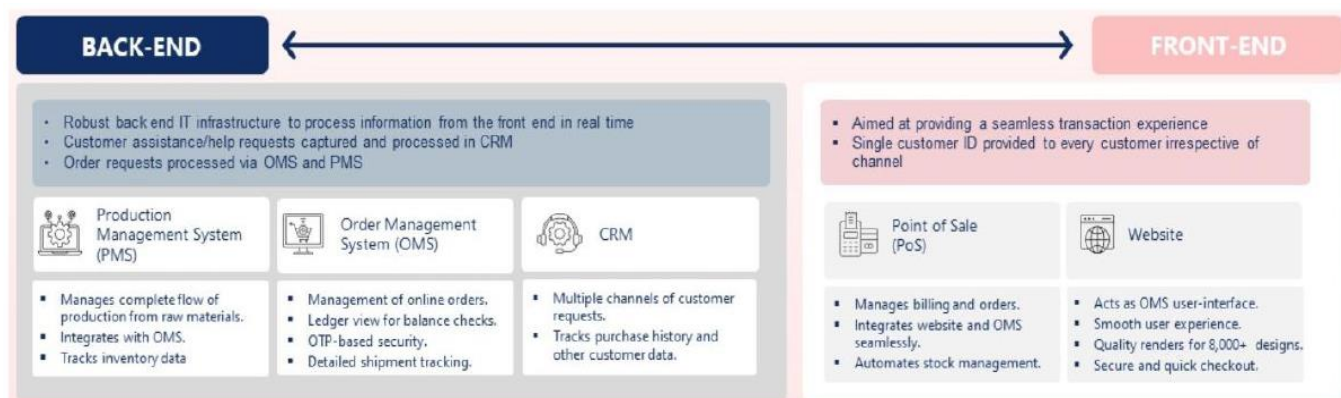 BACK-END
FRONT-END
• Robust back end IT infrastructure to process information from the front end in real time
• Customer assistance/help requests captured and processed in CRM
• Order requests processed via OMS and PMS
▪ Aimed at providing a seamless transaction experience
▪ Single customer ID provided to every customer irrespective of
channel
Production
Management System
(PMS)
Order Management
System (OMS)
CRM
Point of Sale
(PoS)
Website
▪ Manages complete flow of
production from raw materials.
▪ Integrates with OMS.
▪ Tracks inventory data
▪ Management of online orders.
▪ Ledger view for balance checks.
▪ OTP-based security.
▪ Detailed shipment tracking.
▪ Multiple channels of customer
requests.
▪ Tracks purchase history and
other customer data.
▪ Manages billing and orders.
▪ Integrates website and OMS
seamlessly.
▪ Automates stock management.
▪ Acts as OMS user-interface.
▪ Smooth user experience.
▪ Quality renders for 8,000+ designs.
▪ Secure and quick checkout.